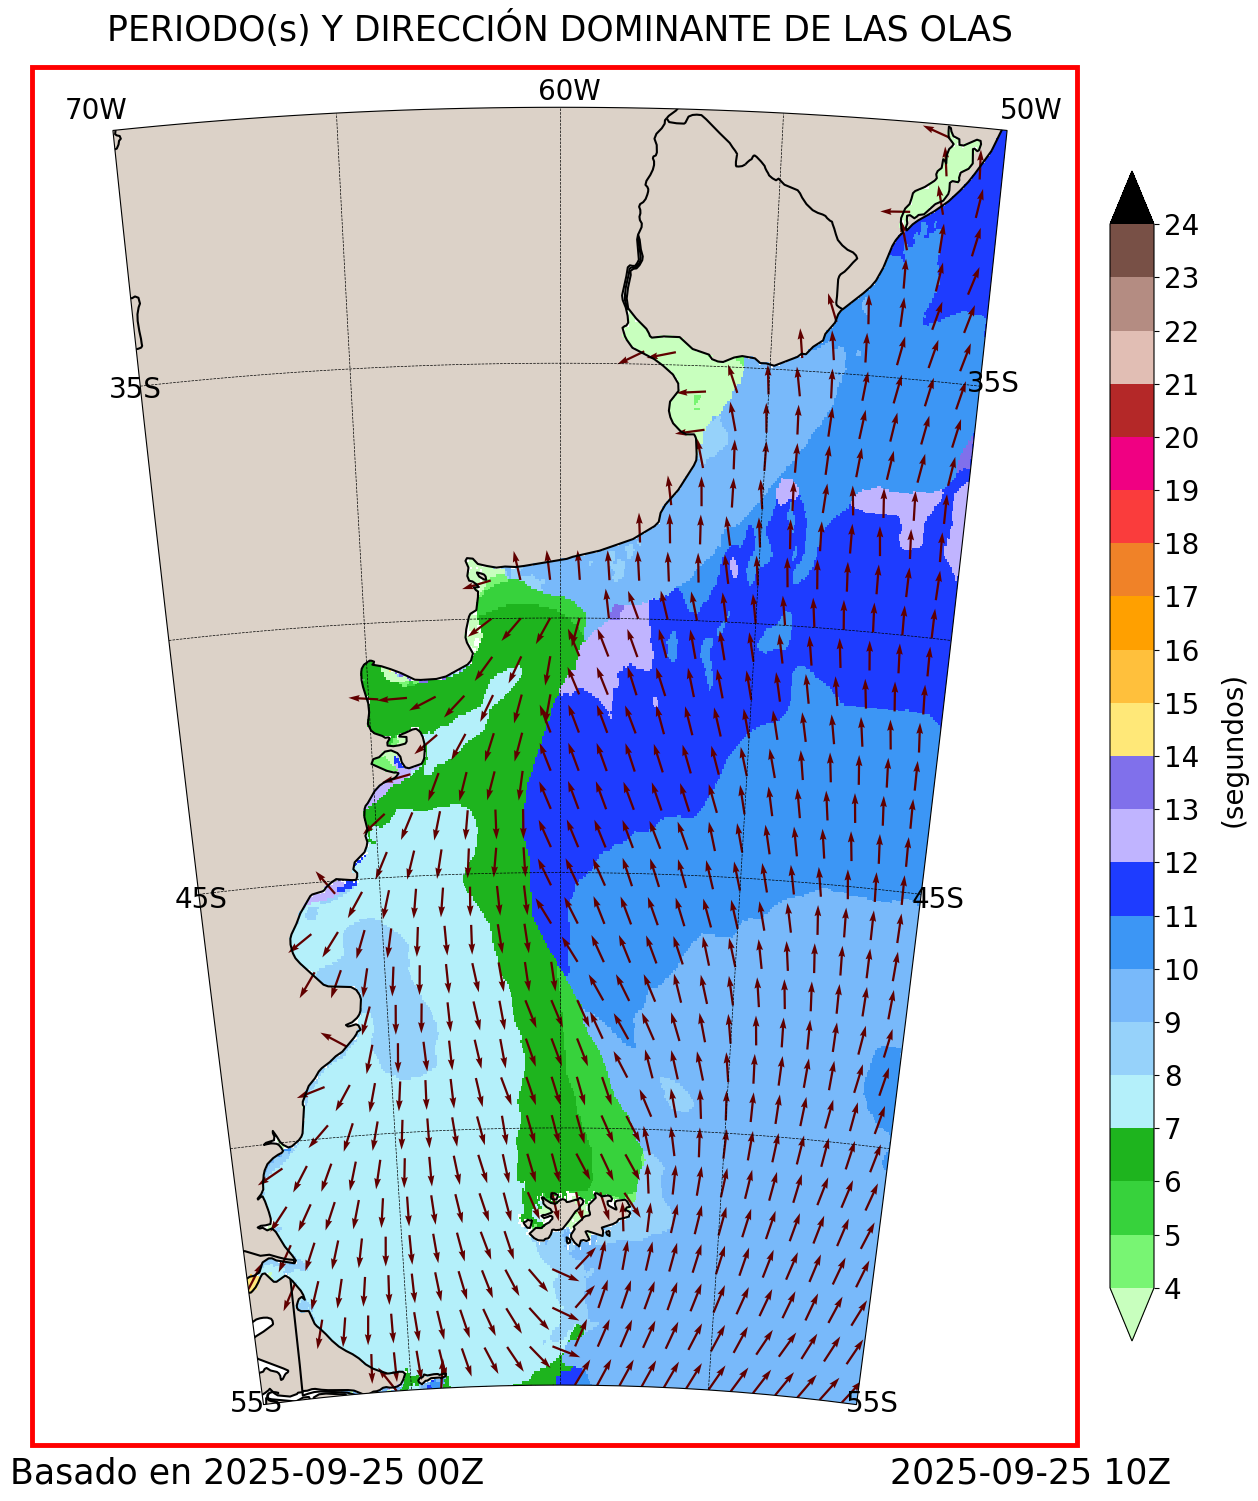 PERIODO(s) Y DIRECCIÓN DOMINANTE DE LAS OLAS
70W
60W
50W
35S
35S
45S
45S
55S
55S
24
23
22
21
20
19
18
17
16
15
14
13
12
11
10
9
8
7
6
5
4
(segundos)
Basado en 2025-09-25 00Z
2025-09-25 10Z